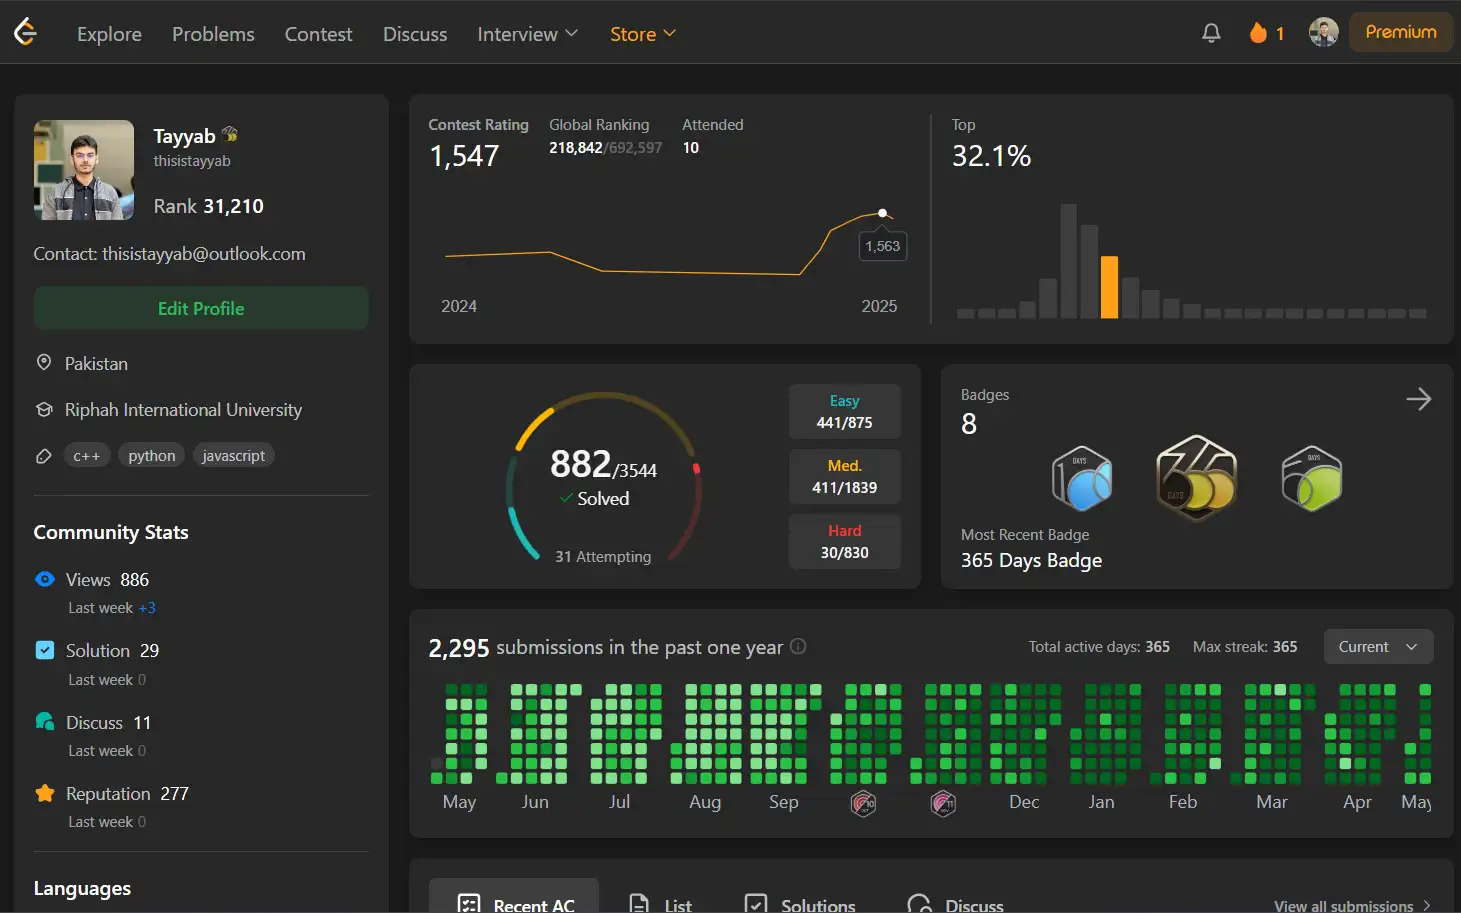 Explore Problems Contest Discuss Interview Store 1 Premium
Tayyab
thisistayyab
Rank 31,210
Contact: thisistayyab@outlook.com
Edit Profile
Pakistan
Riphah International University
c++ python javascript
Community Stats
Views 886
Last week +3
Solution 29
Last week 0
Discuss 11
Last week 0
Reputation 277
Last week 0
Languages
Contest Rating Global Ranking Attended
1,547 218,842/692,597 10
1,563
2024 2025
Top
32.1%
882/3544
Solved
31 Attempting
Easy
441/875
Med.
411/1839
Hard
30/830
Badges
8
DAYS
DAYS
DAYS
Most Recent Badge
365 Days Badge
2,295 submissions in the past one year Total active days: 365 Max streak: 365 Current
May Jun Jul Aug Sep 10 11 Dec Jan Feb Mar Apr May
Recent AC List Solutions Discuss View all submissions